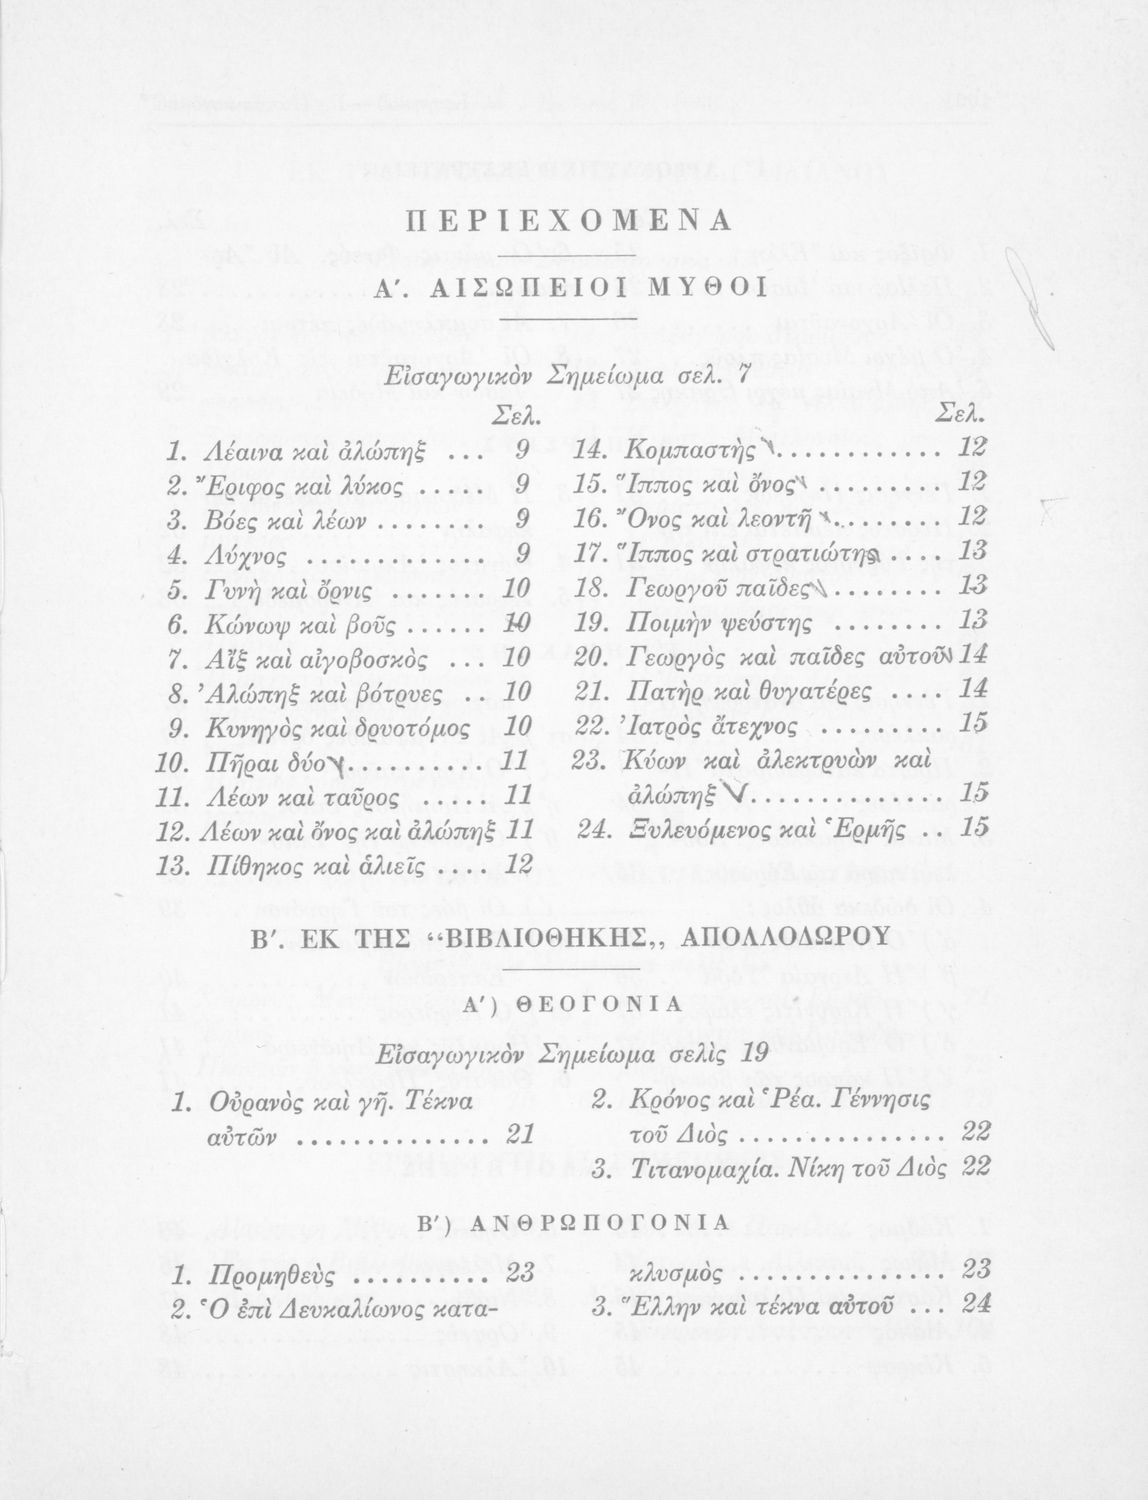 ΠΕΡΙΕΧΟΜΕΝΑ
Α'. ΑΙΣΩΠΕΙΟΙ ΜΥΘΟΙ
Εἰσαγωγικὸν Σημείωμα σελ. 7
Σελ.
1. Λέαινα καὶ ἀλώπηξ ... 9
2. Ἔριφος καὶ λύκος ..... 9
3. Βόες καὶ λέων ........ 9
4. Λύχνος ............. 9
5. Γυνὴ καὶ ὄρνις ....... 10
6. Κώνωψ καὶ βοῦς ...... 10
7. Αἴξ καὶ αἰγοβοσκὸς ... 10
8. Ἀλώπηξ καὶ βότρυες .. 10
9. Κυνηγὸς καὶ δρυοτόμος 10
10. Πῆραι δύο .......... 11
11. Λέων καὶ ταῦρος ..... 11
12. Λέων καὶ ὄνος καὶ ἀλώπηξ 11
13. Πίθηκος καὶ ἁλιεῖς .... 12
Σελ.
14. Κομπαστὴς ............ 12
15. Ἵππος καὶ ὄνος ......... 12
16. Ὄνος καὶ λεοντῆ ........ 12
17. Ἵππος καὶ στρατιώτης .... 13
18. Γεωργοῦ παῖδες ........ 13
19. Ποιμὴν ψεύστης ........ 13
20. Γεωργὸς καὶ παῖδες αὐτοῦ 14
21. Πατὴρ καὶ θυγατέρες .... 14
22. Ἰατρὸς ἄτεχνος ......... 15
23. Κύων καὶ ἀλεκτρυὼν καὶ
ἀλώπηξ .............. 15
24. Ξυλευόμενος καὶ Ἑρμῆς .. 15
Β'. ΕΚ ΤΗΣ “ΒΙΒΛΙΟΘΗΚΗΣ,, ΑΠΟΛΛΟΔΩΡΟΥ
Α') ΘΕΟΓΟΝΙΑ
Εἰσαγωγικὸν Σημείωμα σελὶς 19
1. Οὐρανὸς καὶ γῆ. Τέκνα
αὐτῶν .............. 21
2. Κρόνος καὶ Ῥέα. Γέννησις
τοῦ Διὸς ............... 22
3. Τιτανομαχία. Νίκη τοῦ Διὸς 22
Β') ΑΝΘΡΩΠΟΓΟΝΙΑ
1. Προμηθεὺς .......... 23
2. Ὁ ἐπὶ Δευκαλίωνος κατα-
κλυσμὸς ............... 23
3. Ἕλλην καὶ τέκνα αὐτοῦ ... 24